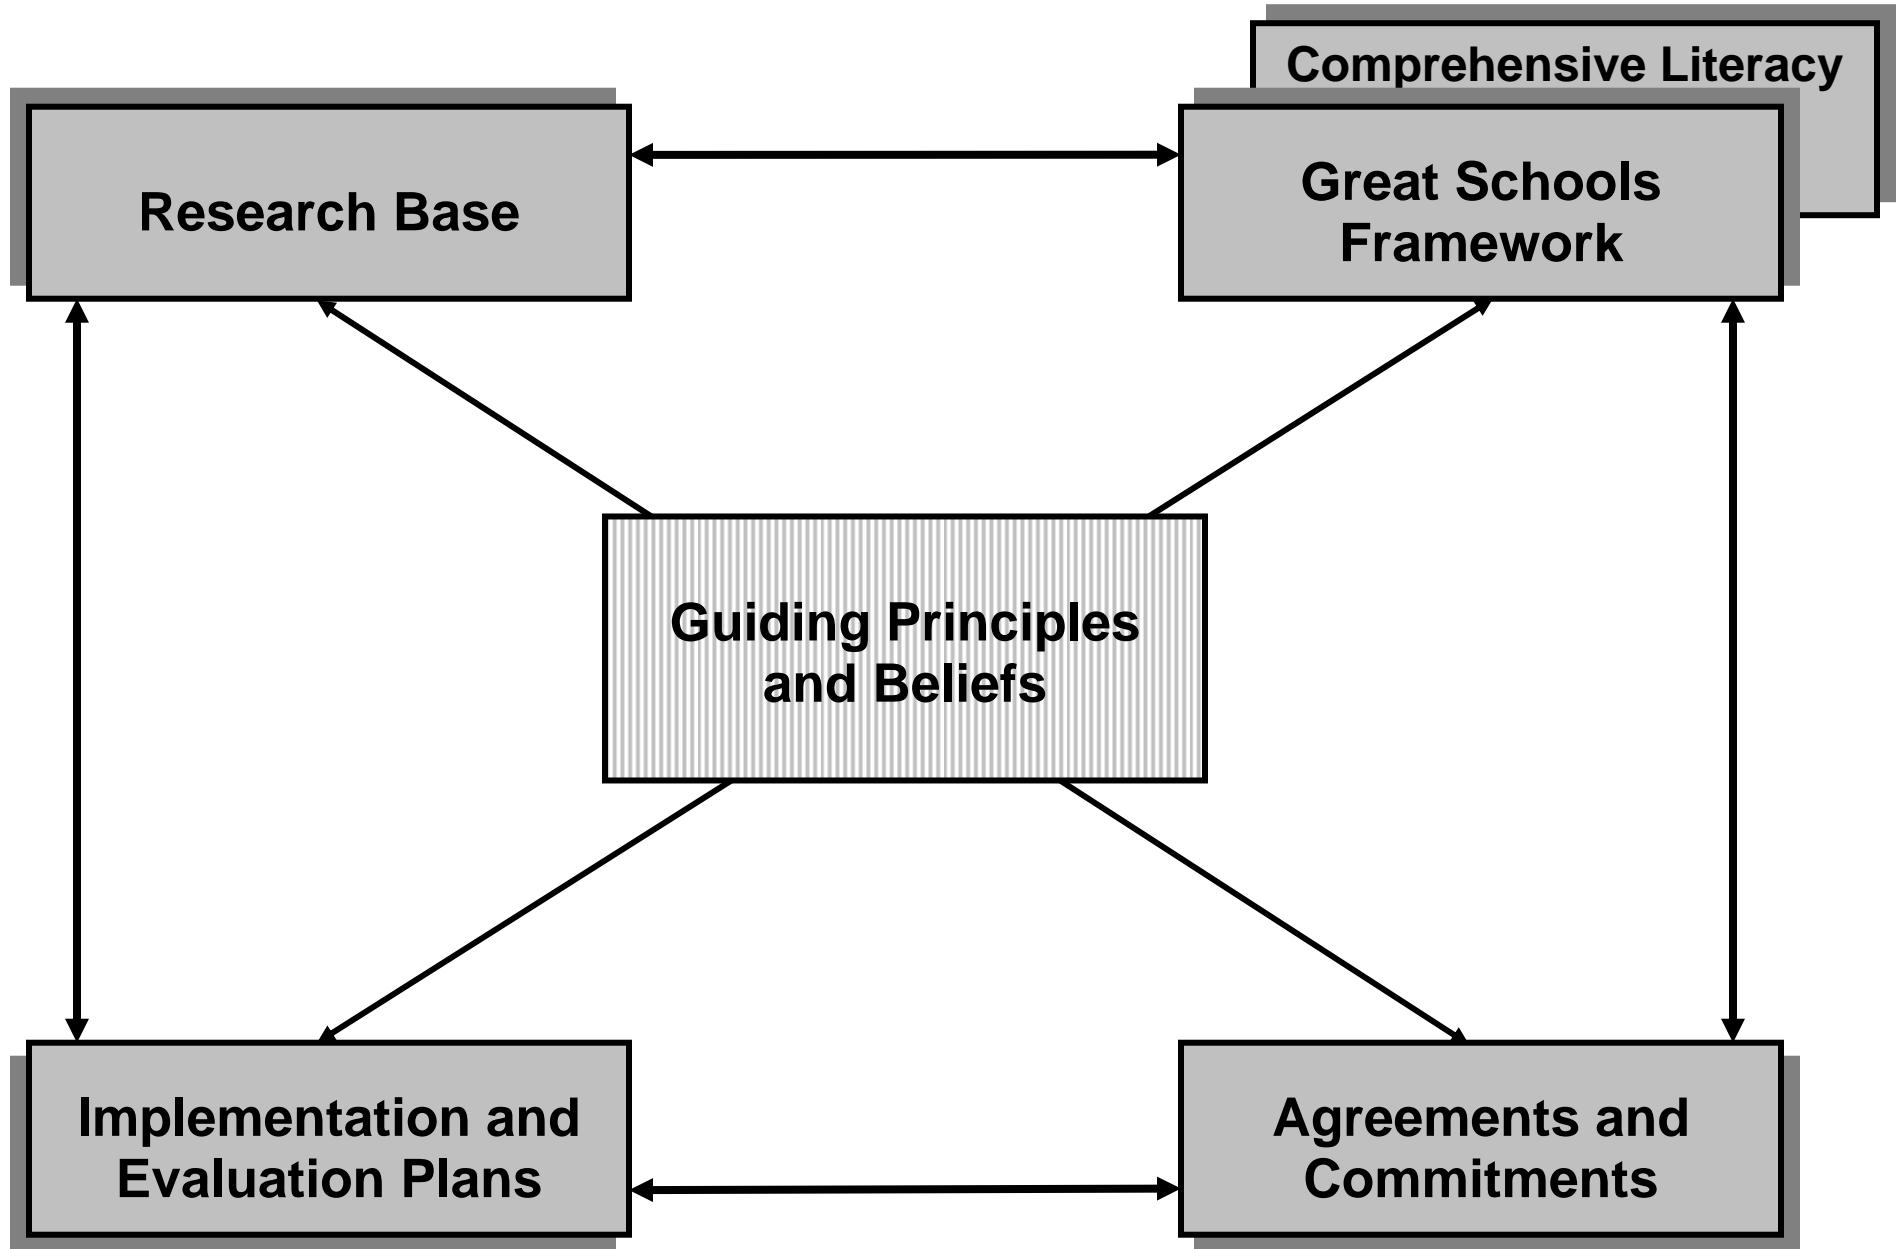 Comprehensive Literacy
Research Base
Great Schools
Framework
Guiding Principles
and Beliefs
Implementation and
Evaluation Plans
Agreements and
Commitments